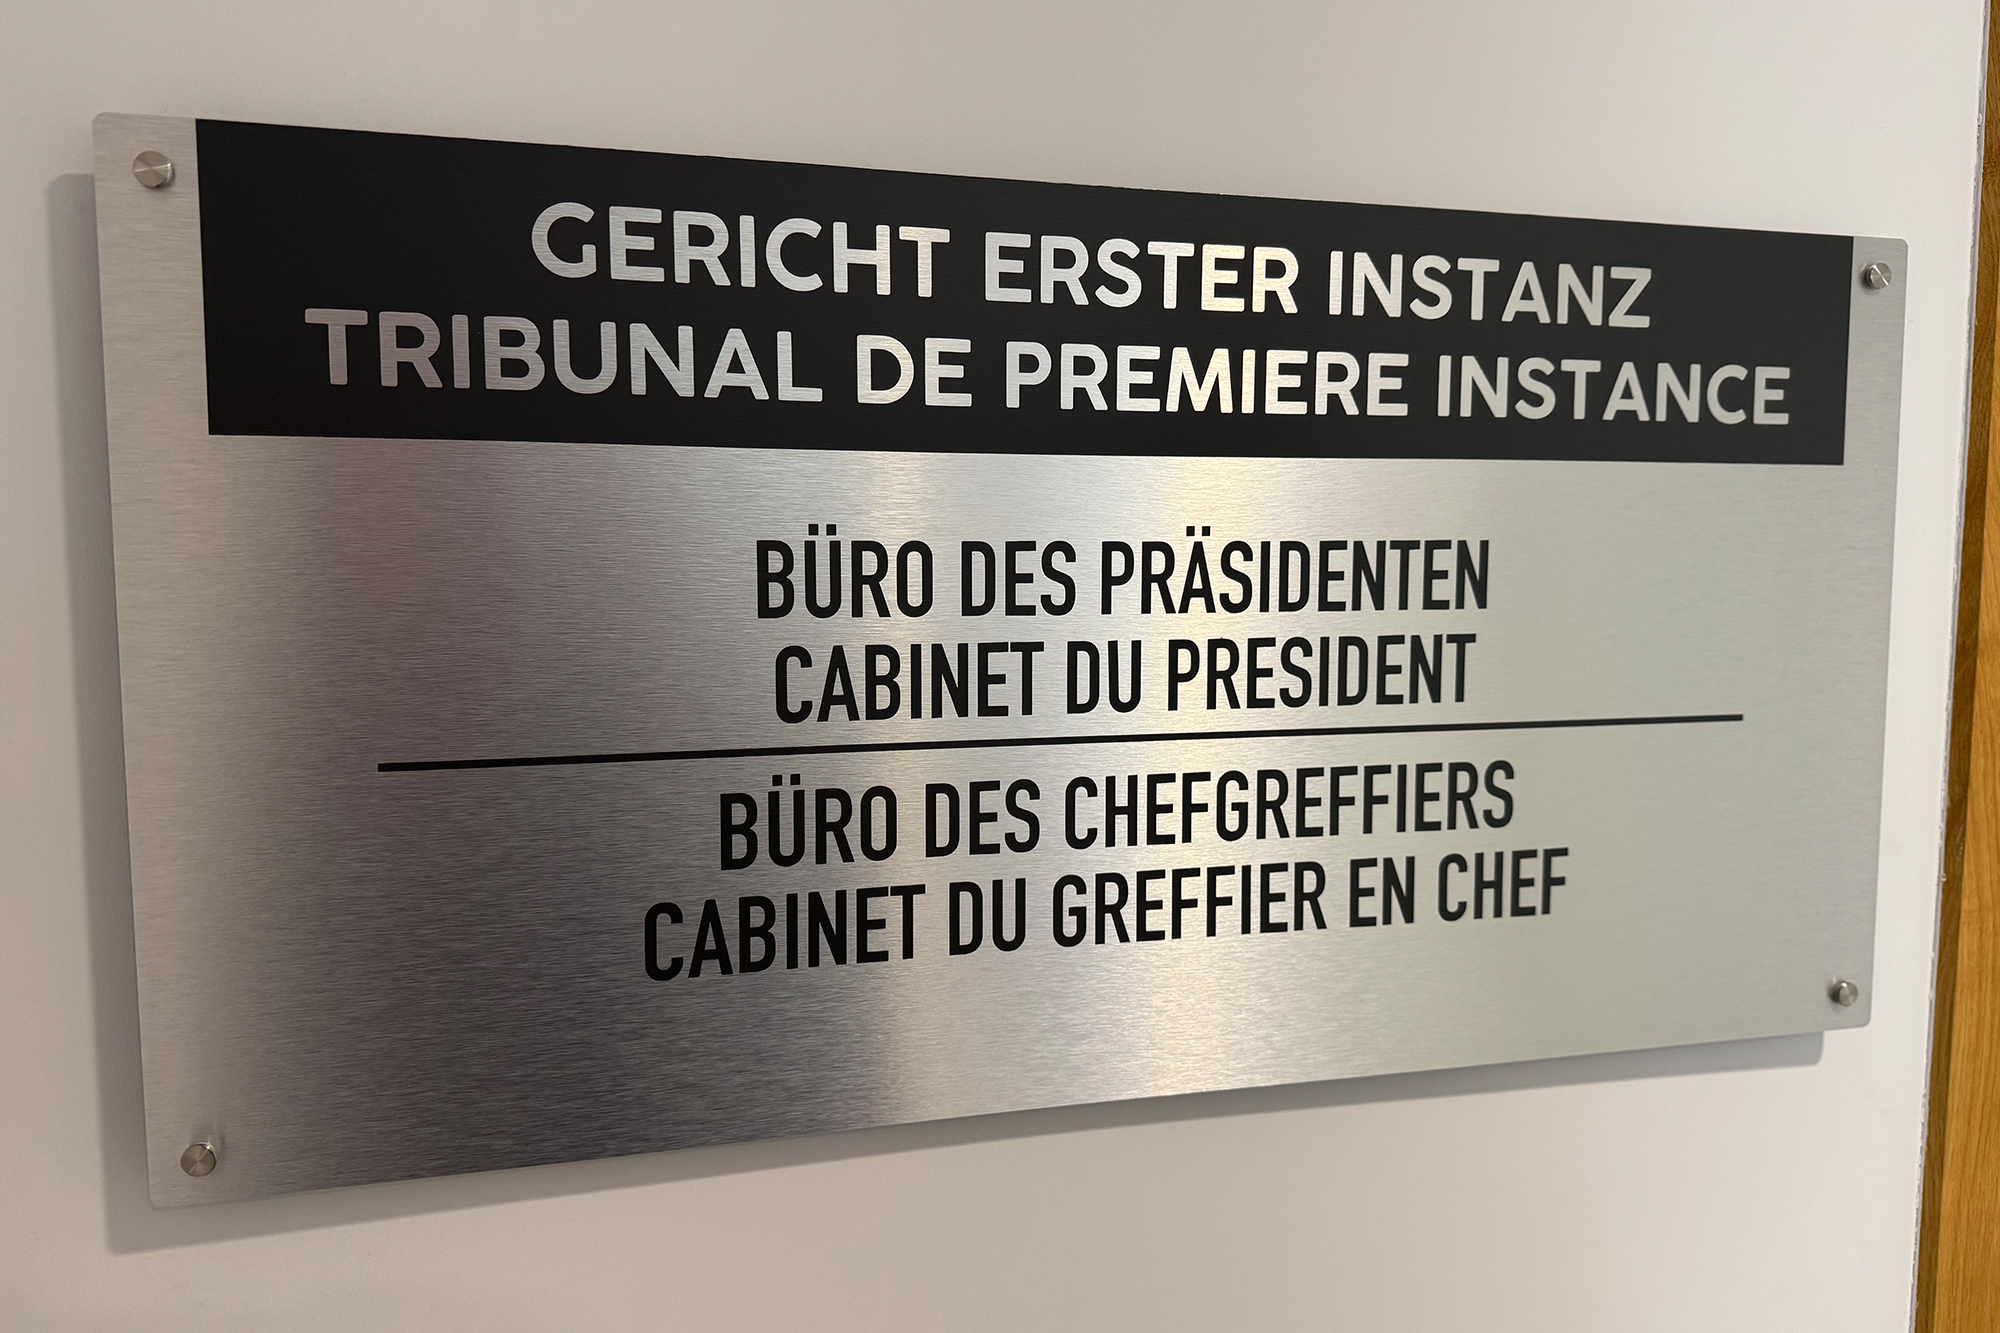 GERICHT ERSTER INSTANZ
TRIBUNAL DE PREMIERE INSTANCE
BÜRO DES PRÄSIDENTEN
CABINET DU PRESIDENT
BÜRO DES CHEFGREFFIERS
CABINET DU GREFFIER EN CHEF